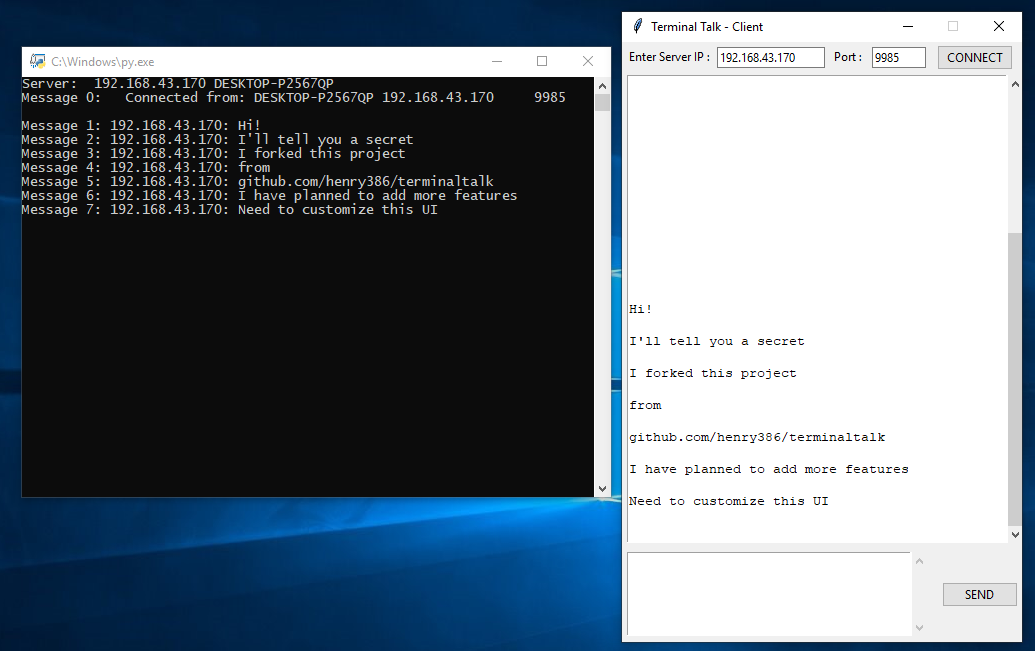 C:\Windows\py.exe
Server:  192.168.43.170 DESKTOP-P2567QP
Message 0:   Connected from: DESKTOP-P2567QP 192.168.43.170     9985
Message 1: 192.168.43.170: Hi!
Message 2: 192.168.43.170: I'll tell you a secret
Message 3: 192.168.43.170: I forked this project
Message 4: 192.168.43.170: from
Message 5: 192.168.43.170: github.com/henry386/terminaltalk
Message 6: 192.168.43.170: I have planned to add more features
Message 7: 192.168.43.170: Need to customize this UI
Terminal Talk - Client
Enter Server IP : 192.168.43.170 Port : 9985 CONNECT
Hi!
I'll tell you a secret
I forked this project
from
github.com/henry386/terminaltalk
I have planned to add more features
Need to customize this UI
SEND